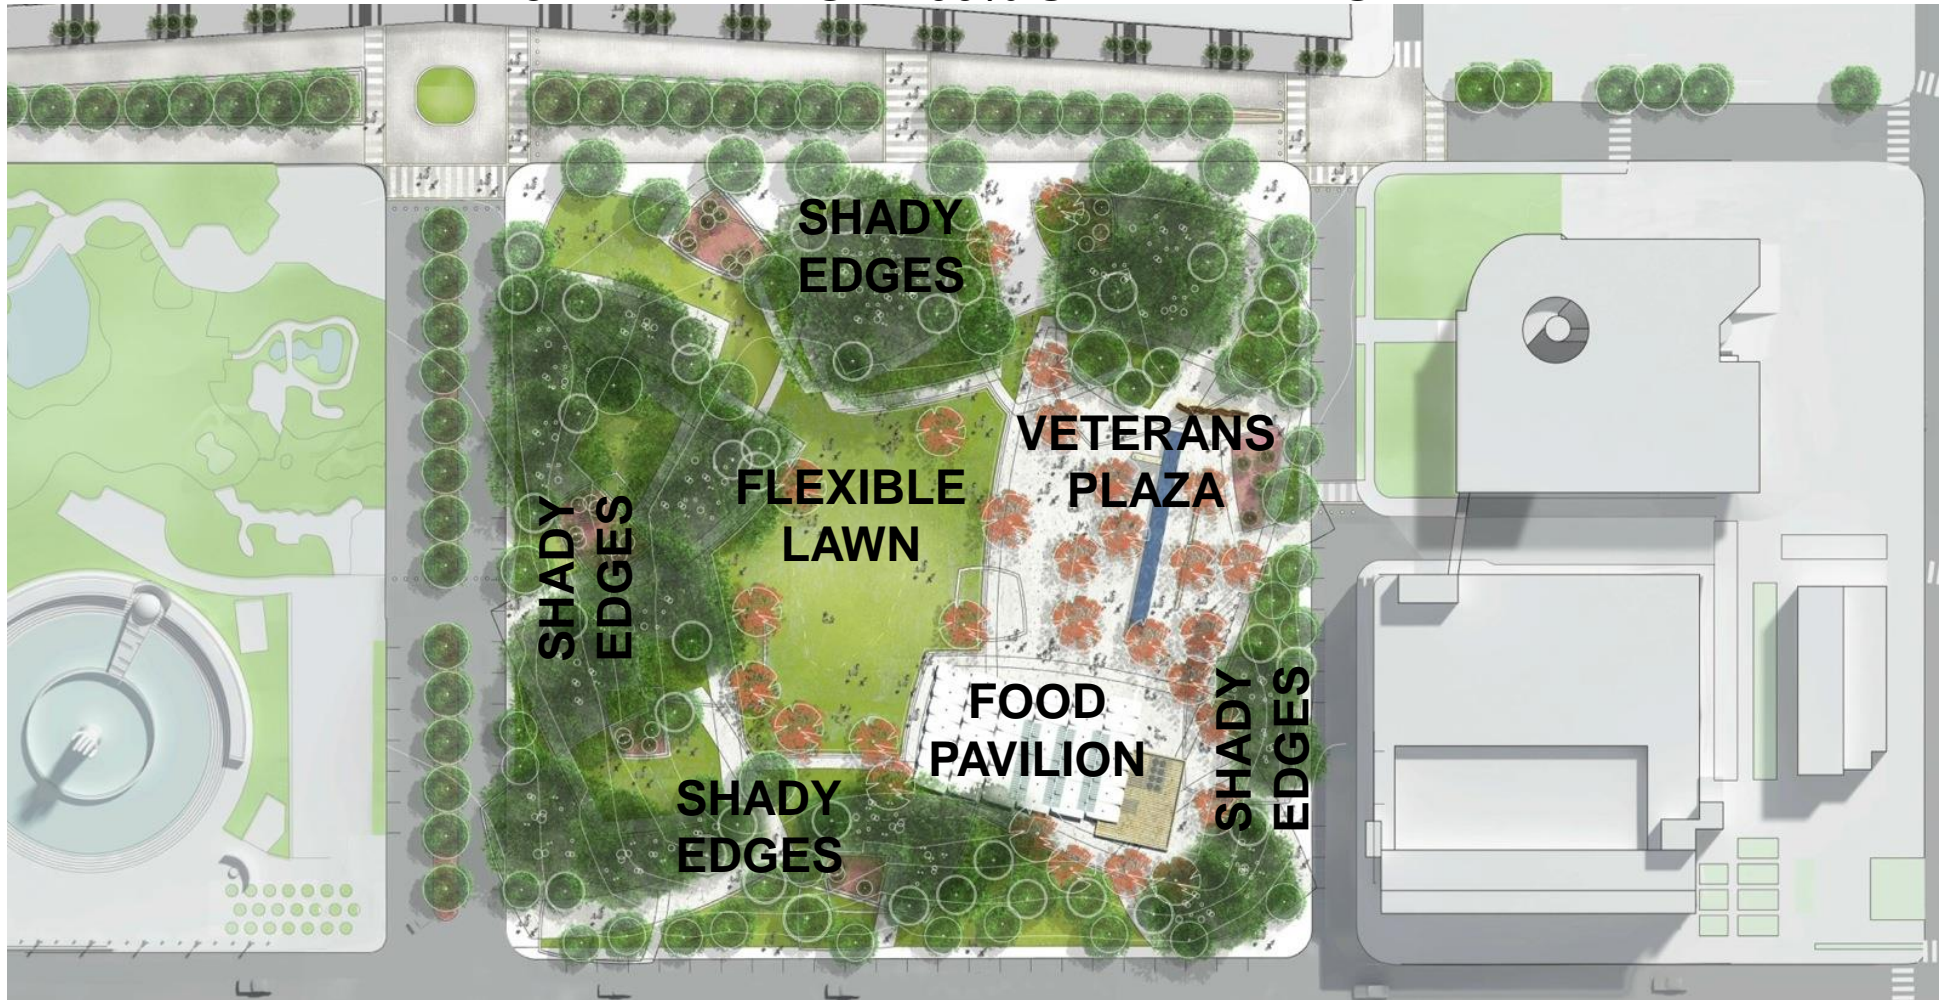 SHADY
EDGES
VETERANS
PLAZA
FLEXIBLE
LAWN
SHADY
EDGES
FOOD
PAVILION
SHADY
EDGES
SHADY
EDGES